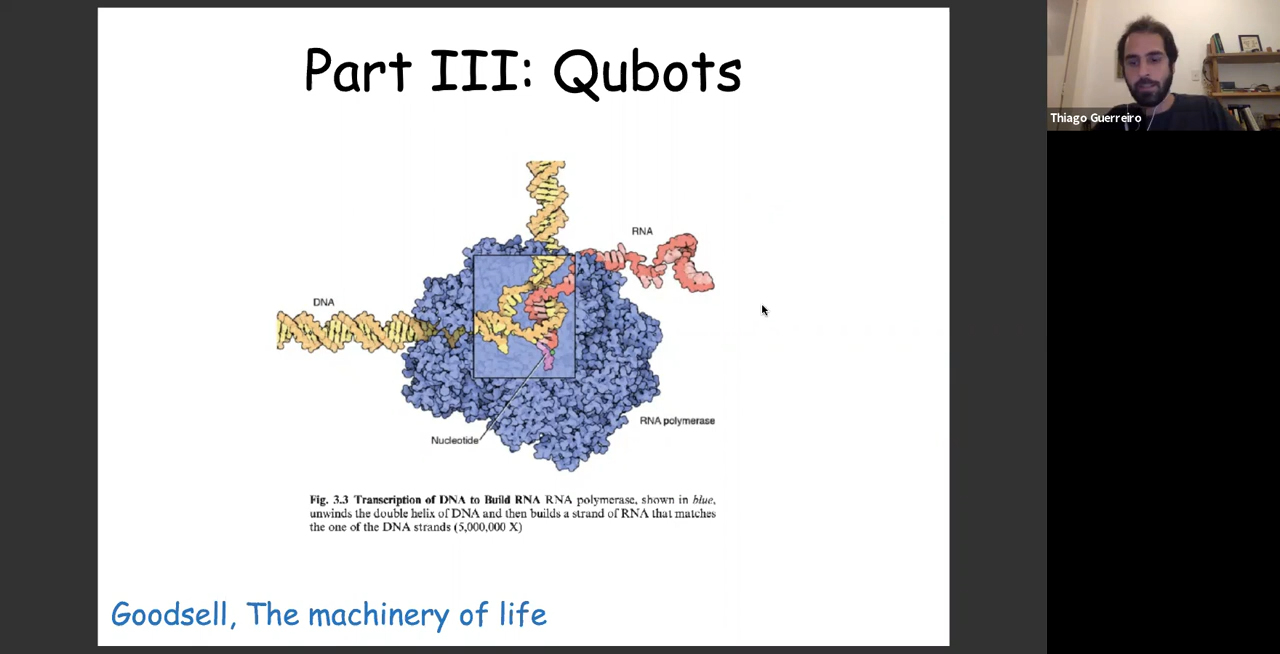 Part III: Qubots
Thiago Guerreiro
RNA
DNA
RNA polymerase
Nucleotide
Fig. 3.3 Transcription of DNA to Build RNA RNA polymerase, shown in blue,
unwinds the double helix of DNA and then builds a strand of RNA that matches
the one of the DNA strands (5,000,000 X)
Goodsell, The machinery of life